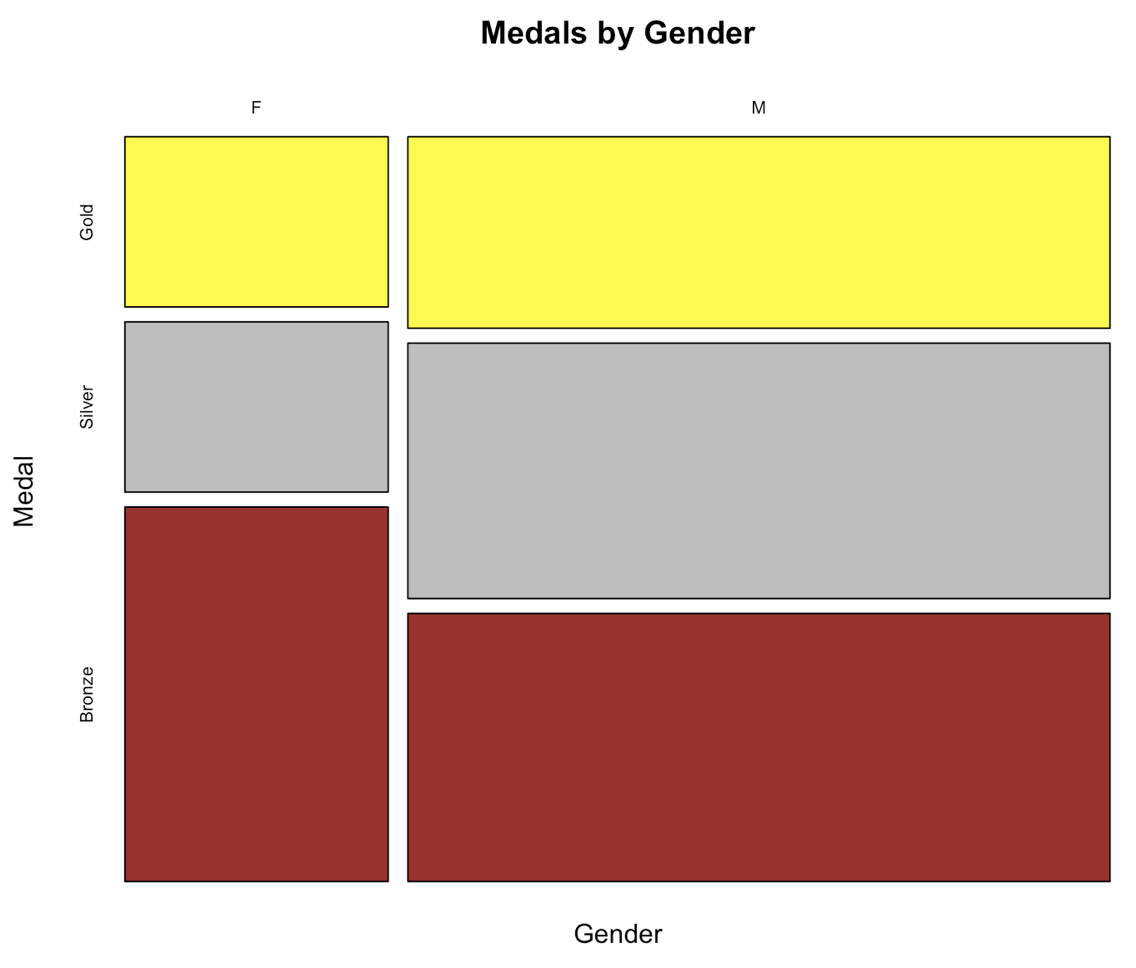 Medals by Gender
F
M
Gold
Silver
Bronze
Medal
Gender